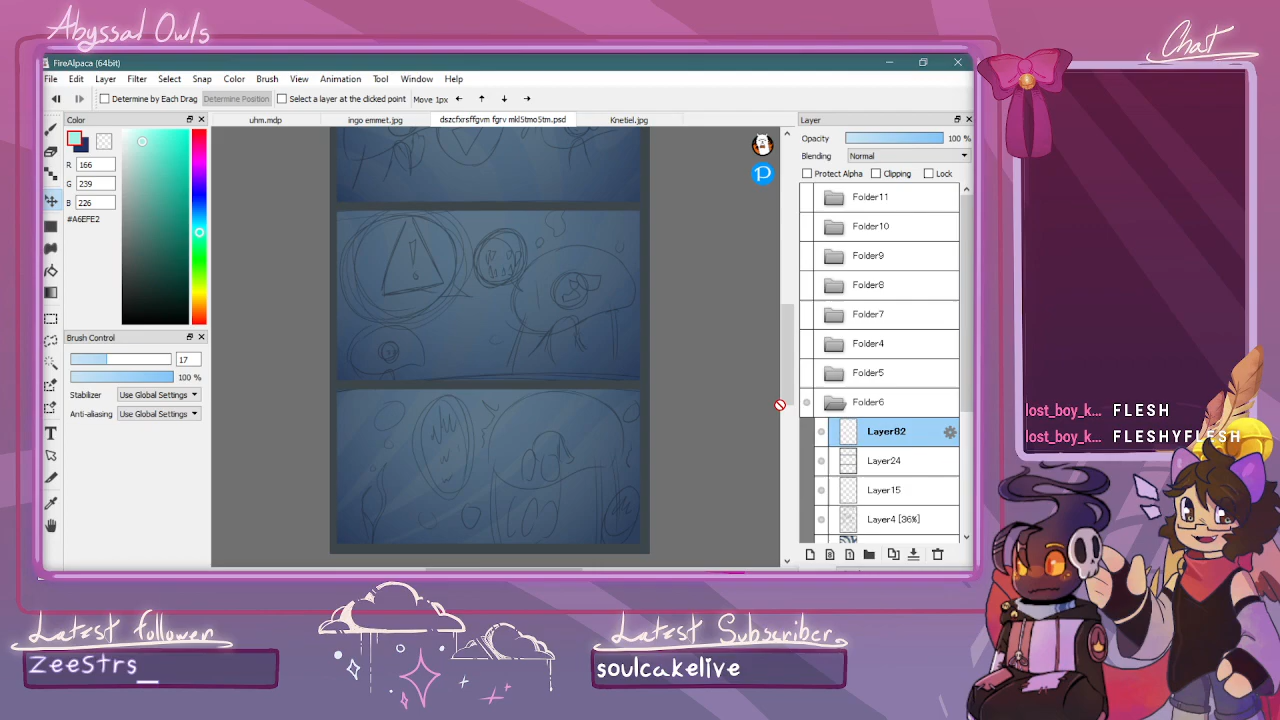 Abyssal Owls
Chat
FireAlpaca (64bit)
File Edit Layer Filter Select Snap Color Brush View Animation Tool Window Help
Determine by Each Drag Determine Position Select a layer at the clicked point Move 1px ← ↑ ↓ →
Color
uhm.mdp ingo emmet.jpg dszcfxrsffgvm fgrv mkl5tmo5tm.psd Knetiel.jpg
Layer
Opacity 100 %
Blending Normal
Protect Alpha Clipping Lock
R 166
G 239
B 226
#A6EFE2
Folder11
Folder10
Folder9
Folder8
Folder7
Folder4
Folder5
Folder6
Layer82
Layer24
Layer15
Layer4 [36%]
Brush Control
17
100 %
Stabilizer Use Global Settings
Anti-aliasing Use Global Settings
!
lost_boy_k... FLESH
lost_boy_k... FLESHYFLESH
Latest follower
ZeeStrs_
Latest Subscriber
soulcakelive